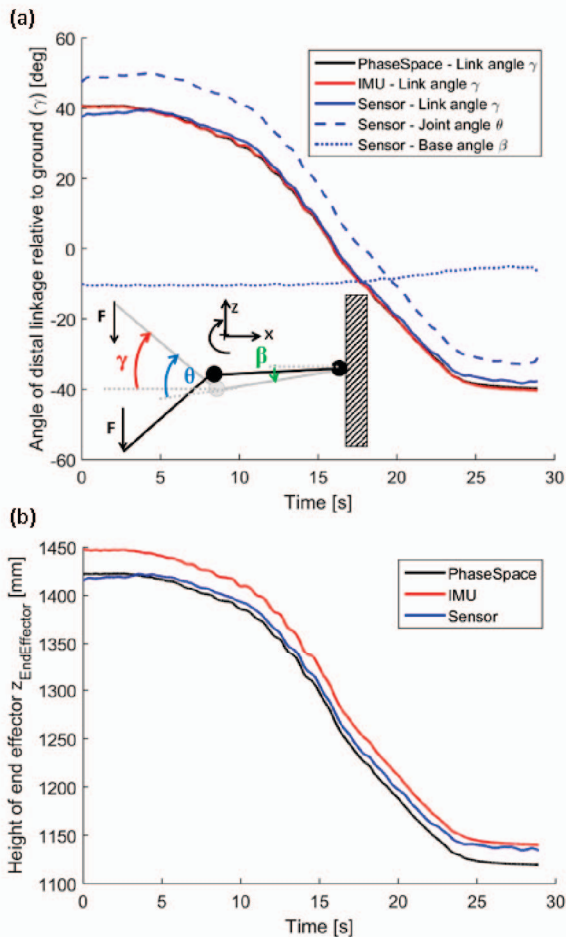 (a)
60
40
20
0
-20
-40
-60
Angle of distal linkage relative to ground (γ) [deg]
PhaseSpace - Link angle γ
IMU - Link angle γ
Sensor - Link angle γ
Sensor - Joint angle θ
Sensor - Base angle β
F
γ
θ
z
x
β
F
0 5 10 15 20 25 30
Time [s]
(b)
1450
1400
1350
1300
1250
1200
1150
1100
Height of end effector zEndEffector [mm]
PhaseSpace
IMU
Sensor
0 5 10 15 20 25 30
Time [s]